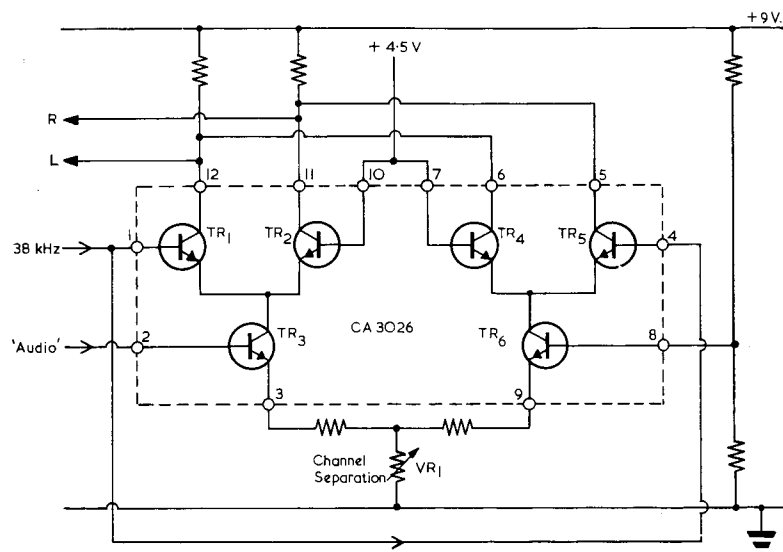 +9V.
+ 4·5V
R
L
12
11
10
7
6
5
1
TR1
TR2
TR4
TR5
4
38 kHz
2
TR3
CA 3026
TR6
8
'Audio'
3
9
Channel
Separation
VR1